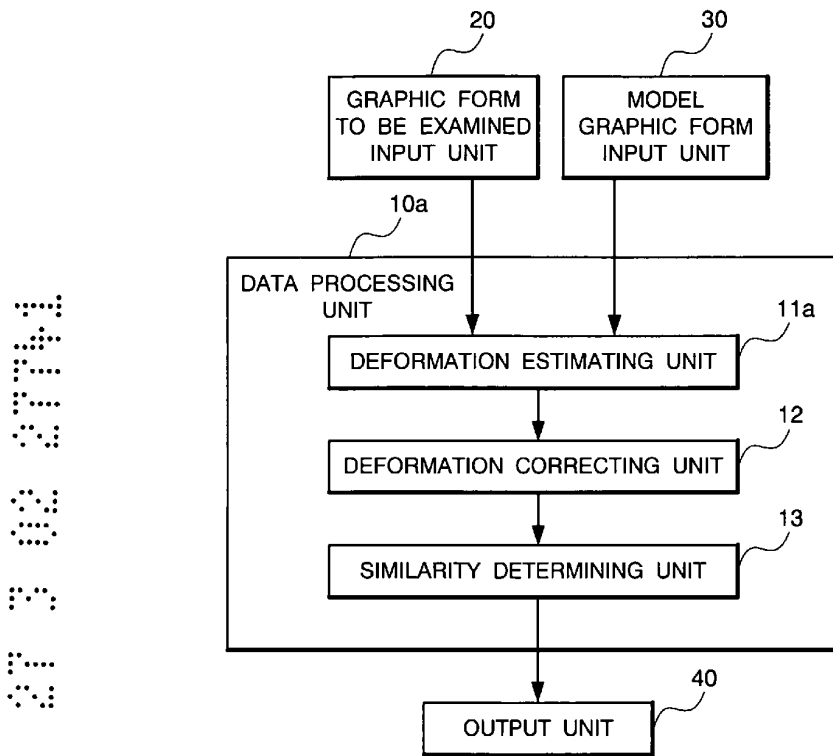 20
30
GRAPHIC FORM
TO BE EXAMINED
INPUT UNIT
MODEL
GRAPHIC FORM
INPUT UNIT
10a
DATA PROCESSING
UNIT
11a
DEFORMATION ESTIMATING UNIT
12
DEFORMATION CORRECTING UNIT
13
SIMILARITY DETERMINING UNIT
40
OUTPUT UNIT